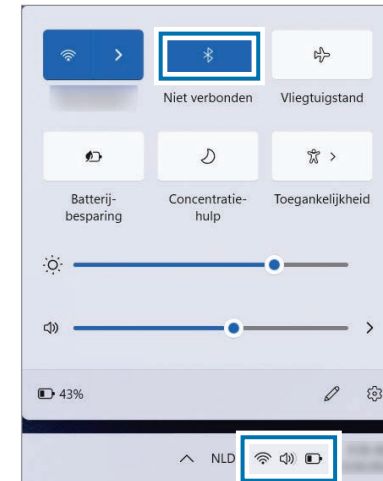 Niet verbonden
Vliegtuigstand
Batterij-
besparing
Concentratie-
hulp
Toegankelijkheid
43%
NLD